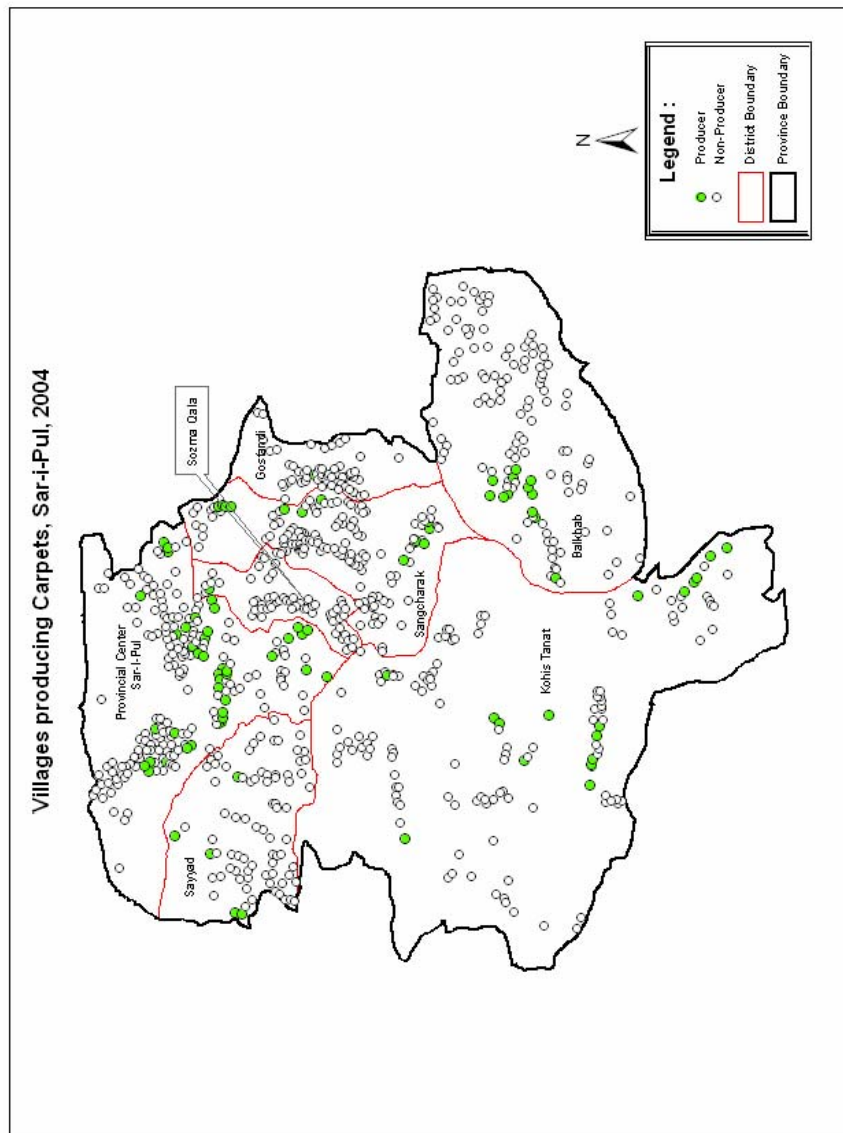 Villages producing Carpets, Sar-i-Pul, 2004
Sozma Qala
Gosfandi
Provincial Center
Sar-I-Pul
Sayyad
Sangcharak
Balkhab
Kohis Tanat
N
Legend :
Producer
Non-Producer
District Boundary
Province Boundary